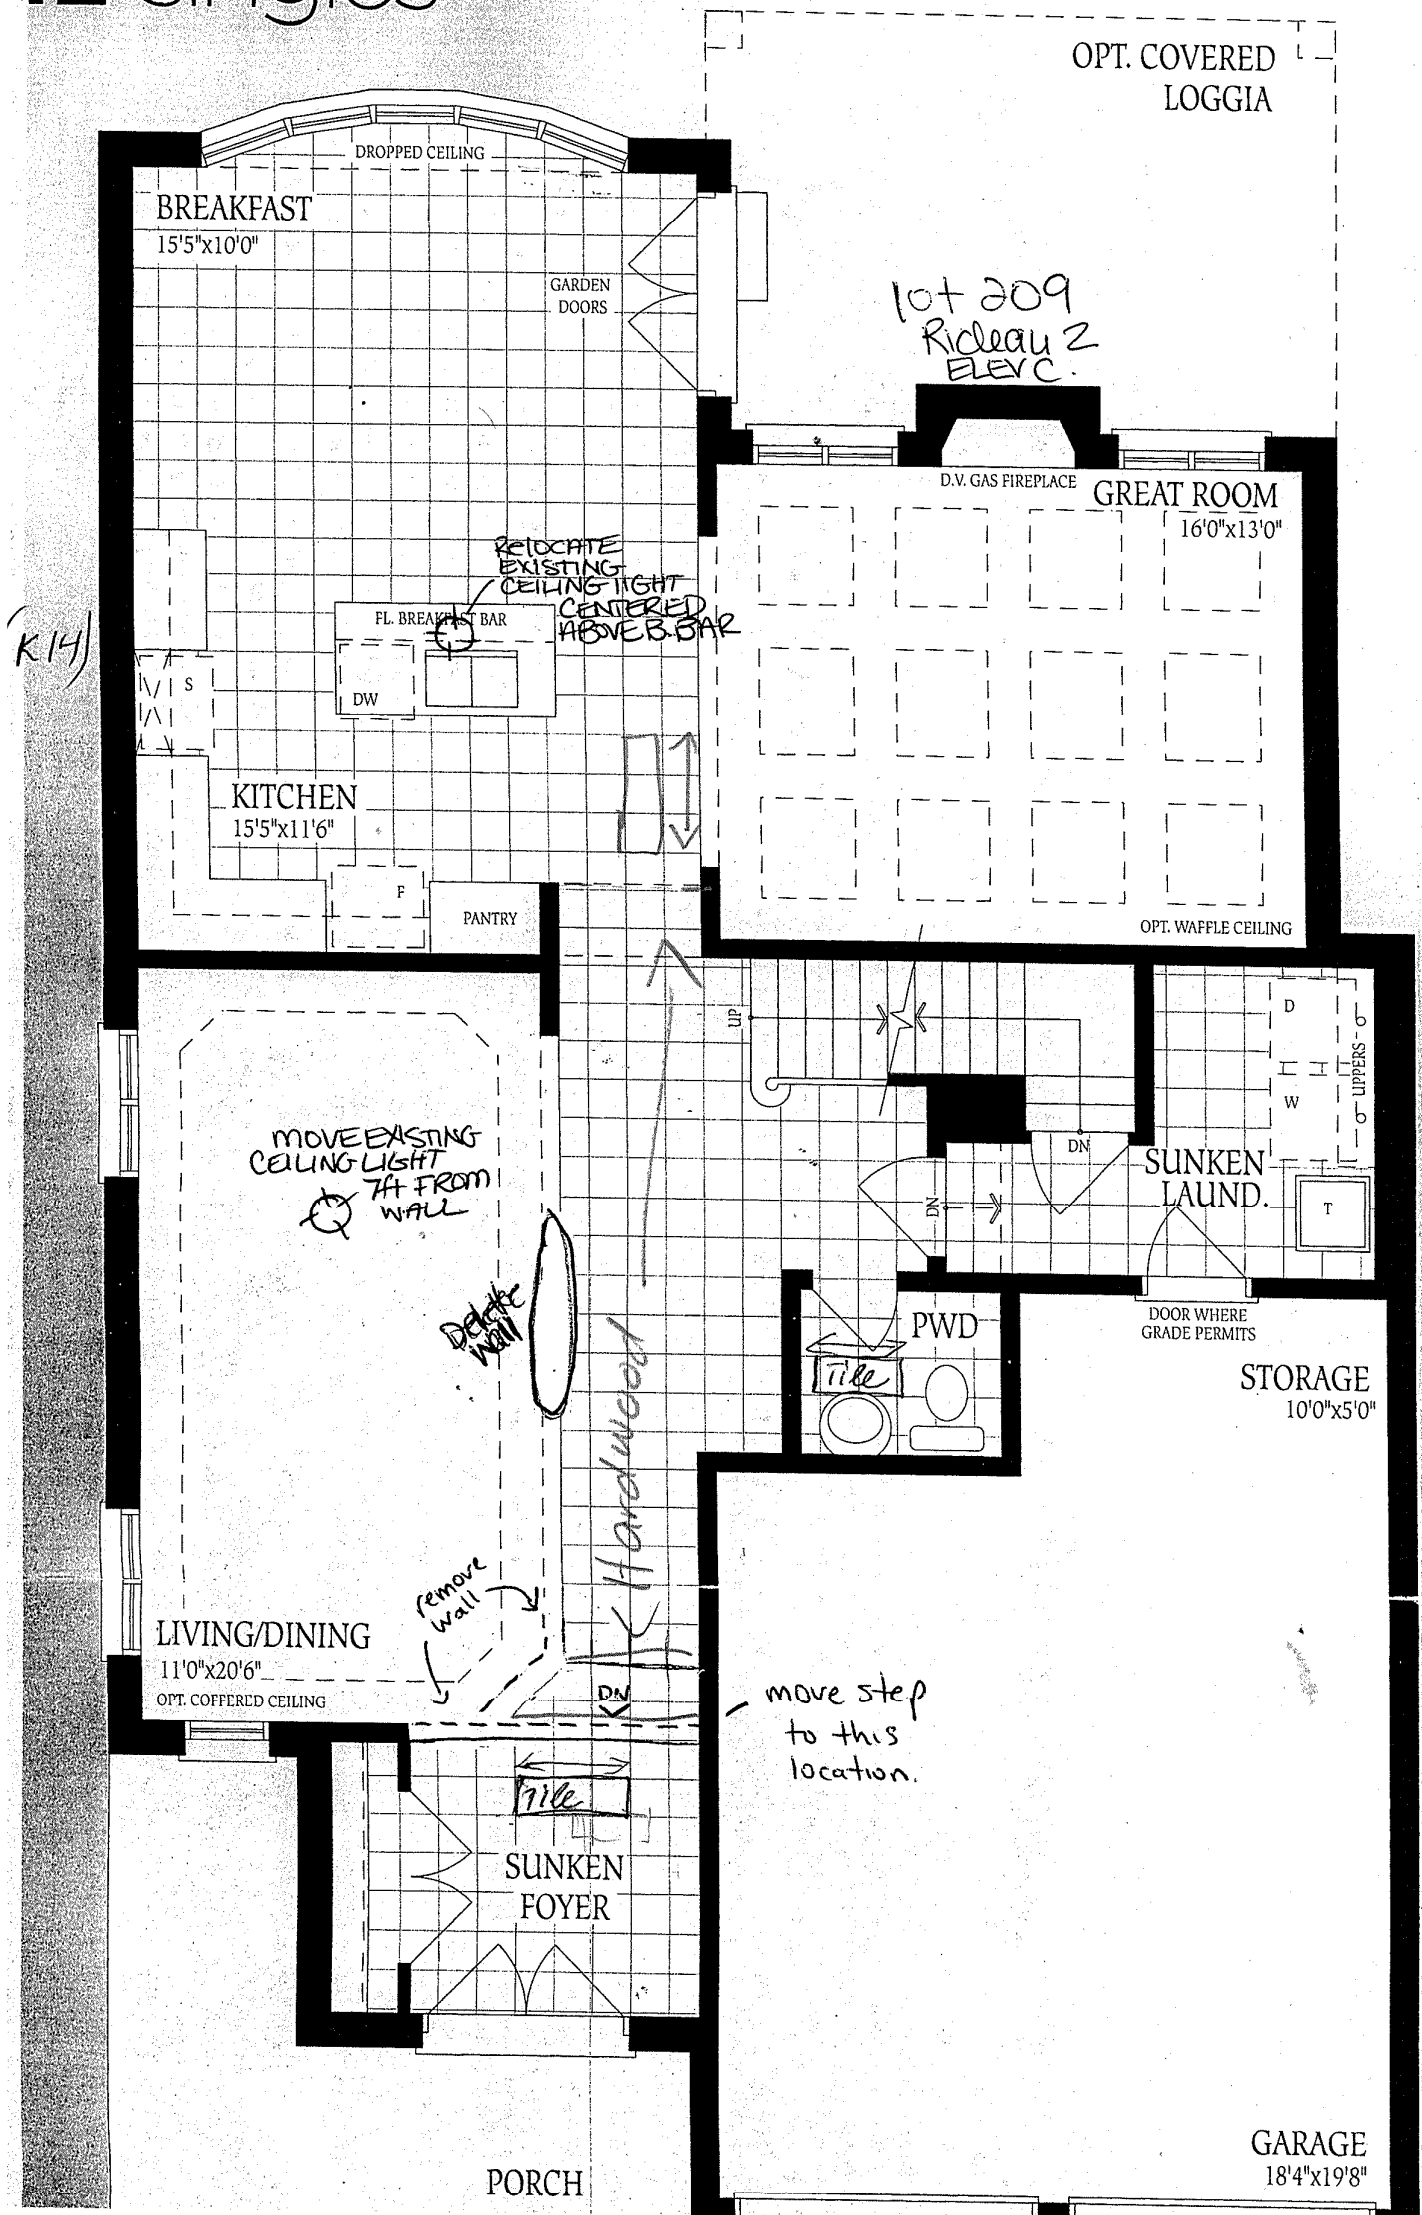 Singles
OPT. COVERED
LOGGIA
DROPPED CEILING
BREAKFAST
15'5"x10'0"
GARDEN
DOORS
lot 209
Rideau 2
ELEV C.
D.V. GAS FIREPLACE
GREAT ROOM
16'0"x13'0"
RELOCATE
EXISTING
CEILING LIGHT
CENTERED
ABOVE B. BAR
FL. BREAKFAST BAR
(K14)
S
DW
KITCHEN
15'5"x11'6"
F
PANTRY
OPT. WAFFLE CEILING
UP
D
UPPERS
W
DN
SUNKEN
LAUND.
DN
T
MOVE EXISTING
CEILING LIGHT
7ft FROM
WALL
Delete
Wall
Hardwood
PWD
Tile
DOOR WHERE
GRADE PERMITS
STORAGE
10'0"x5'0"
remove
wall
LIVING/DINING
11'0"x20'6"
OPT. COFFERED CEILING
DN
move step
to this
location.
Tile
SUNKEN
FOYER
PORCH
GARAGE
18'4"x19'8"